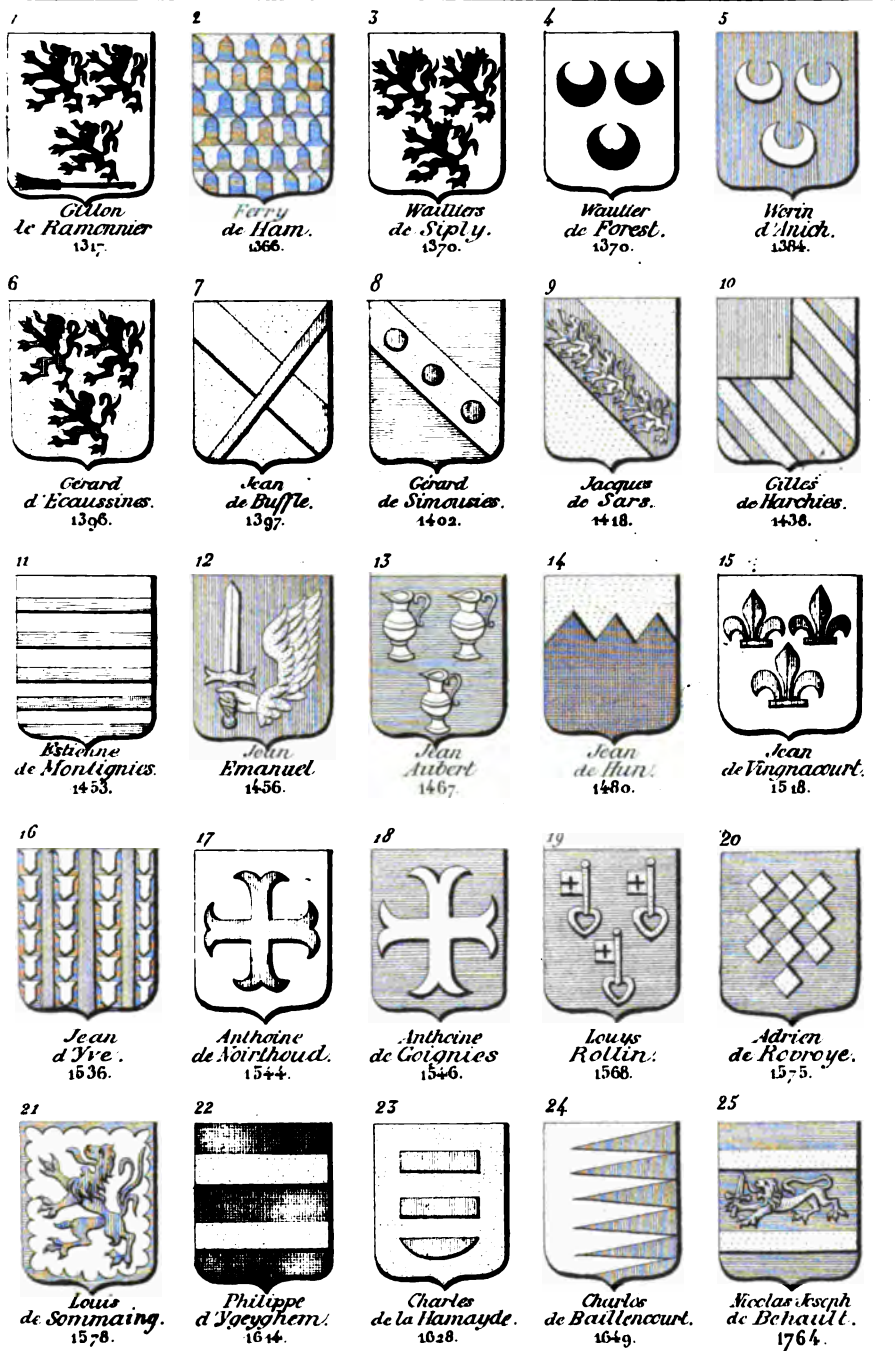 1
2
3
4
5
Gillon
le Ramonnier
1317.
Ferry
de Ham.
1366.
Wailliers
de Siply.
1370.
Wautier
de Forest.
1370.
Werin
d'Anich.
1384.
6
7
8
9
10
Gérard
d'Ecaussines.
1396.
Jean
de Buffle.
1397.
Gérard
de Simousies.
1402.
Jacques
de Sars.
1418.
Gilles
de Harchies.
1438.
11
12
13
14
15
Estienne
de Montignies.
1453.
Jean
Emanuel
1456.
Jean
Aubert
1467.
Jean
de Hun.
1480.
Jean
de Vingnacourt.
1518.
16
17
18
19
20
Jean
d'Yve.
1536.
Anthoine
de Noirthoud.
1544.
Anthoine
de Goignies
1546.
Louys
Rollin.
1568.
Adrien
de Rovroye.
1575.
21
22
23
24
25
Louis
de Sommaing.
1578.
Philippe
d'Ygeyghem.
1614.
Charles
de la Hamayde.
1628.
Charles
de Baillencourt.
1649.
Nicolas Joseph
de Behault.
1764.